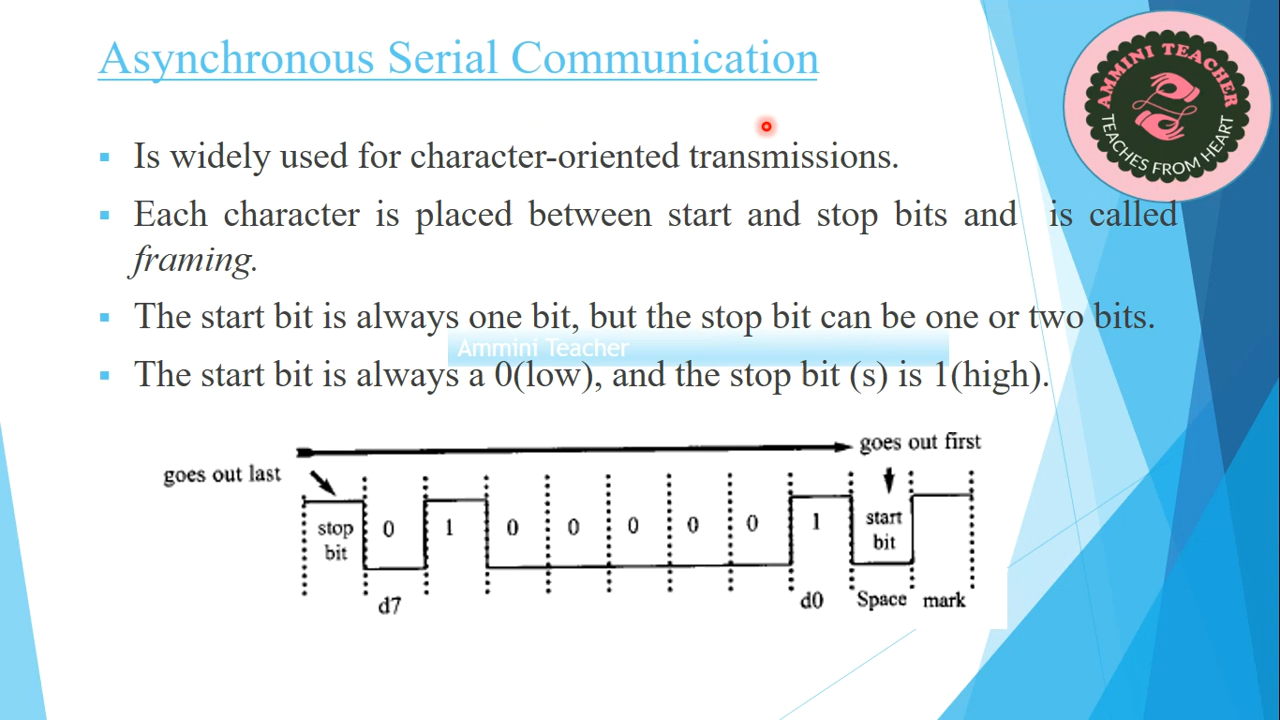 Asynchronous Serial Communication
AMMINI TEACHER
TEACHES FROM HEART
▪ Is widely used for character-oriented transmissions.
▪ Each character is placed between start and stop bits and is called
framing.
▪ The start bit is always one bit, but the stop bit can be one or two bits.
Ammini Teacher
▪ The start bit is always a 0(low), and the stop bit (s) is 1(high).
goes out first
goes out last
stop bit 0 1 0 0 0 0 0 1 start bit
d7 d0 Space mark